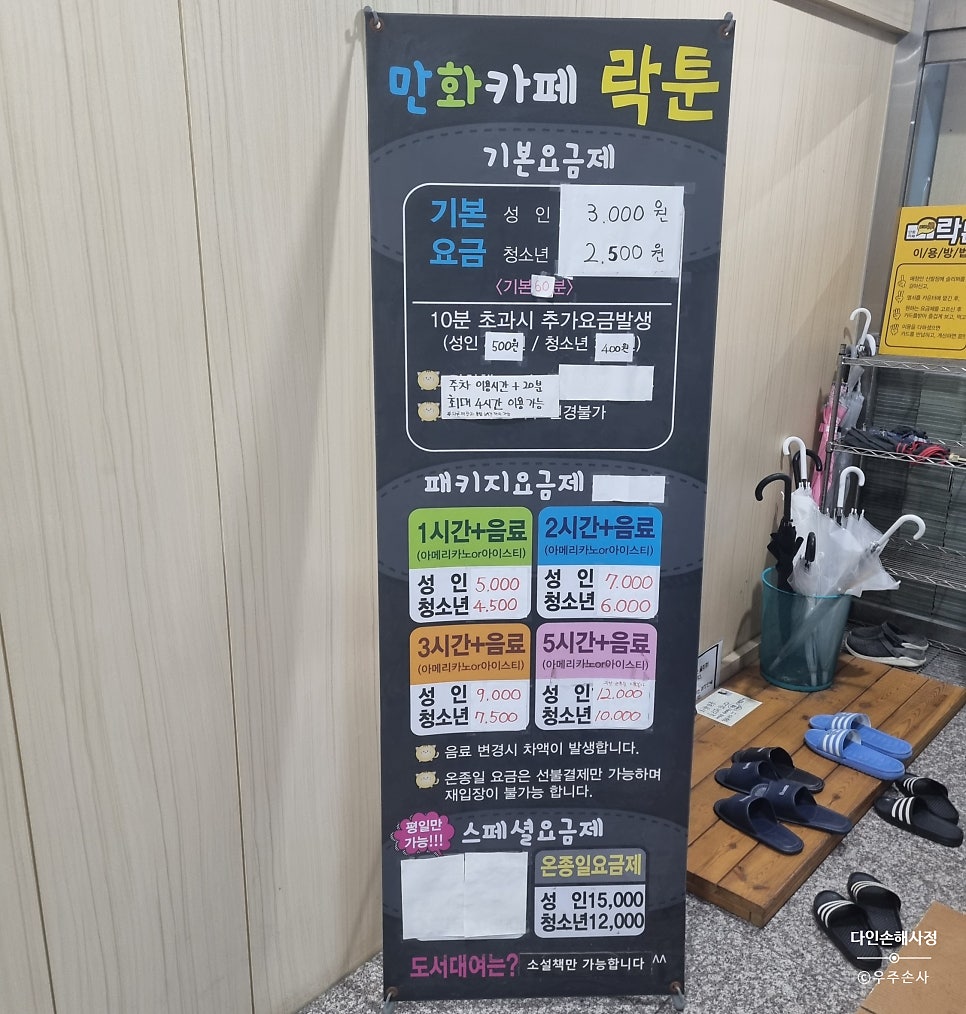 만화카페 락툰
기본요금제
기본 성 인 3.000 원
요금 청소년 2.500 원
<기본 60분>
10분 초과시 추가요금발생
(성인 500원 / 청소년 400원)
주차 이용시간 + 20분
최대 4시간 이용가능
변경불가
패키지요금제
1시간+음료
(아메리카노or아이스티)
성 인 5.000
청소년 4.500
2시간+음료
(아메리카노or아이스티)
성 인 7.000
청소년 6.000
3시간+음료
(아메리카노or아이스티)
성 인 9.000
청소년 7.500
5시간+음료
(아메리카노or아이스티)
성 인 12.000
청소년 10.000
음료 변경시 차액이 발생합니다.
온종일 요금은 선불결제만 가능하며
재입장이 불가능 합니다.
평일만
가능!!!
스페셜요금제
온종일요금제
성 인 15,000
청소년 12,000
도서대여는? 소설책만 가능합니다 ^^
락툰
이/용/방/법
다인손해사정
©우주손사